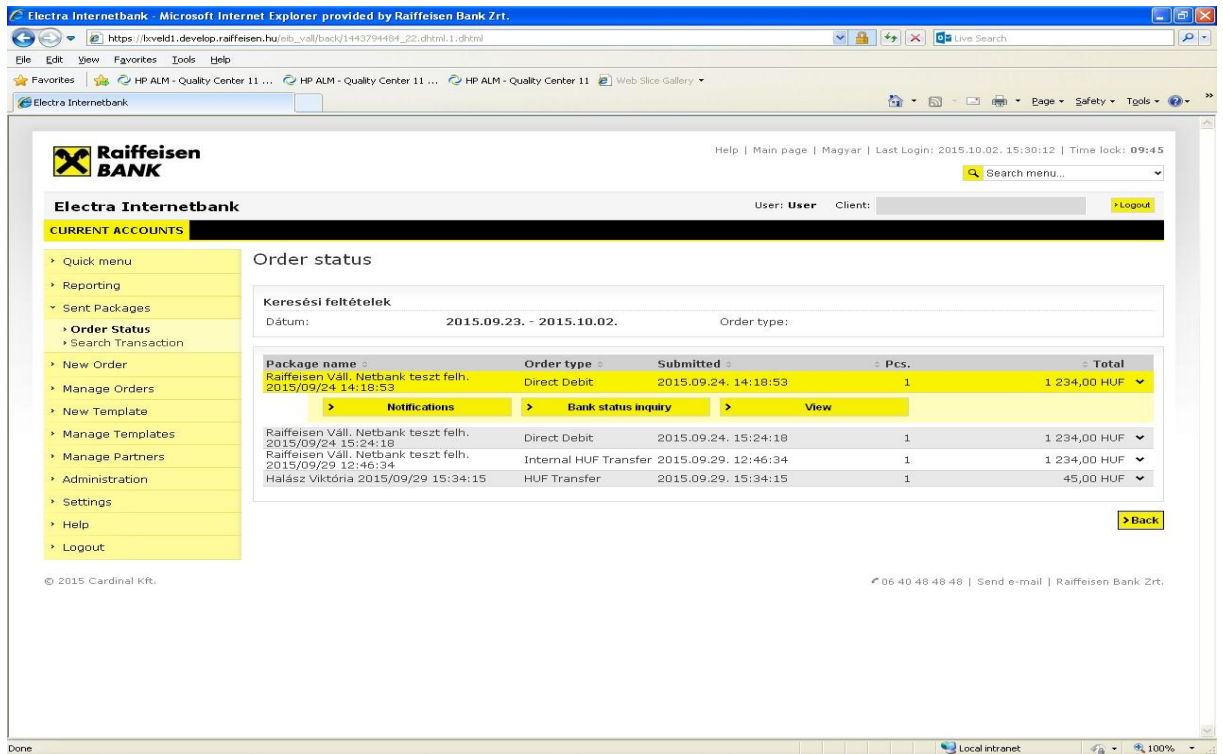 Electra Internetbank - Microsoft Internet Explorer provided by Raiffeisen Bank Zrt.
https://lxveld1.develop.raiffeisen.hu/eib_vall/back/1443794484_22.dhtml.1.dhtml
Live Search
File Edit View Favorites Tools Help
Favorites HP ALM - Quality Center 11 ... HP ALM - Quality Center 11 ... HP ALM - Quality Center 11 Web Slice Gallery
Electra Internetbank
Page Safety Tools
Raiffeisen
BANK
Help | Main page | Magyar | Last Login: 2015.10.02. 15:30:12 | Time lock: 09:45
Search menu...
Electra Internetbank
User: User Client:
Logout
CURRENT ACCOUNTS
Quick menu
Reporting
Sent Packages
Order Status
Search Transaction
New Order
Manage Orders
New Template
Manage Templates
Manage Partners
Administration
Settings
Help
Logout
Order status
Keresési feltételek
Dátum: 2015.09.23. - 2015.10.02. Order type:
Package name Order type Submitted Pcs. Total
Raiffeisen Váll. Netbank teszt felh.
2015/09/24 14:18:53 Direct Debit 2015.09.24. 14:18:53 1 1 234,00 HUF
Notifications Bank status inquiry View
Raiffeisen Váll. Netbank teszt felh.
2015/09/24 15:24:18 Direct Debit 2015.09.24. 15:24:18 1 1 234,00 HUF
Raiffeisen Váll. Netbank teszt felh.
2015/09/29 12:46:34 Internal HUF Transfer 2015.09.29. 12:46:34 1 1 234,00 HUF
Halász Viktória 2015/09/29 15:34:15 HUF Transfer 2015.09.29. 15:34:15 1 45,00 HUF
Back
© 2015 Cardinal Kft.
06 40 48 48 48 | Send e-mail | Raiffeisen Bank Zrt.
Done
Local intranet
100%